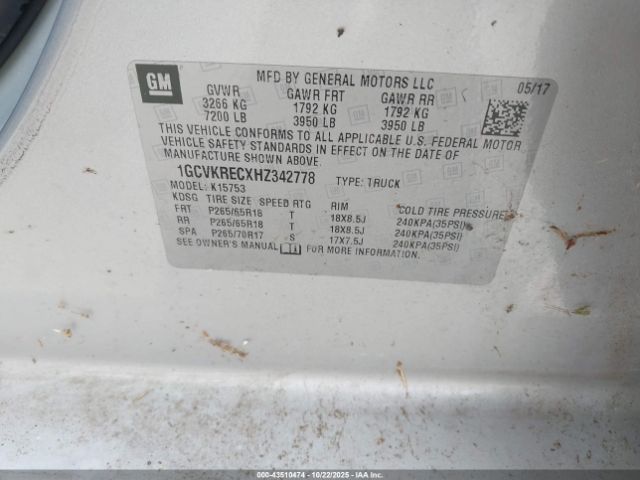 GM
MFD BY GENERAL MOTORS LLC
05/17
GVWR GAWR FRT GAWR RR
3266 KG 1792 KG 1792 KG
7200 LB 3950 LB 3950 LB
THIS VEHICLE CONFORMS TO ALL APPLICABLE U.S. FEDERAL MOTOR
VEHICLE SAFETY STANDARDS IN EFFECT ON THE DATE OF
MANUFACTURE SHOWN ABOVE.
1GCVKRECXHZ342778 TYPE: TRUCK
MODEL: K15753
KDSG TIRE SIZE SPEED RTG RIM COLD TIRE PRESSURE
FRT P265/65R18 T 18X8.5J 240KPA(35PSI)
RR P265/65R18 T 18X8.5J 240KPA(35PSI)
SPA P265/70R17 S 17X7.5J 240KPA(35PSI)
SEE OWNER'S MANUAL FOR MORE INFORMATION.
000-43510474 - 10/22/2025 - IAAI.COM